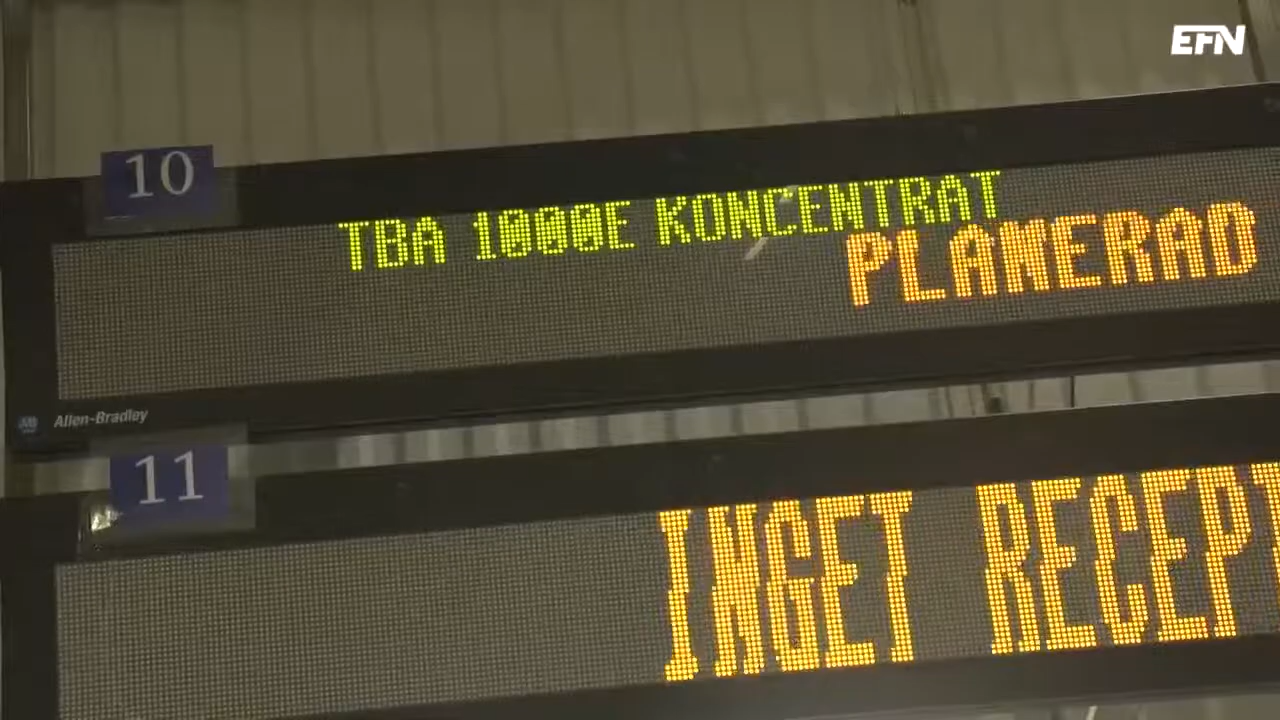 EFN
10
TBA 1000E KONCENTRAT
PLANERAD
Allen-Bradley
11
INGET RECEPT